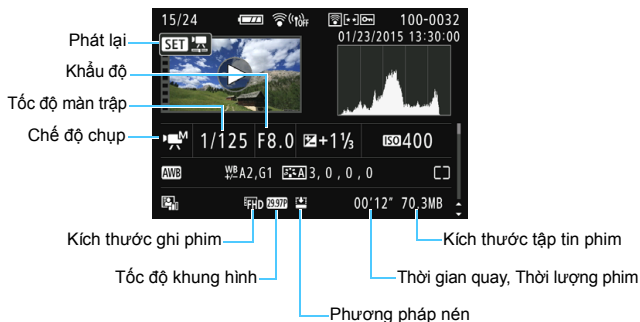 15/24 OFF 100-0032
01/23/2015 13:30:00
Phát lại
SET
Khẩu độ
Tốc độ màn trập
Chế độ chụp
M 1/125 F8.0 +1⅓ ISO 400
AWB WB A2,G1 A 3, 0, 0, 0
FHD 29.97P 00'12" 70.3MB
Kích thước ghi phim
Kích thước tập tin phim
Tốc độ khung hình
Thời gian quay, Thời lượng phim
Phương pháp nén